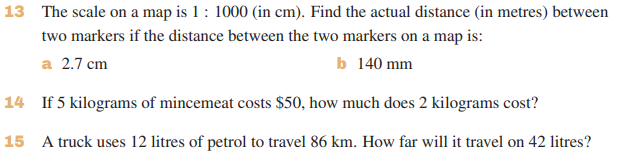 13 The scale on a map is 1 : 1000 (in cm). Find the actual distance (in metres) between
two markers if the distance between the two markers on a map is:
a 2.7 cm b 140 mm
14 If 5 kilograms of mincemeat costs $50, how much does 2 kilograms cost?
15 A truck uses 12 litres of petrol to travel 86 km. How far will it travel on 42 litres?